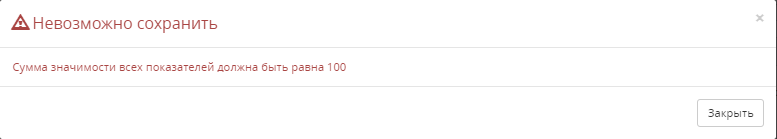 Невозможно сохранить
×
Сумма значимости всех показателей должна быть равна 100
Закрыть